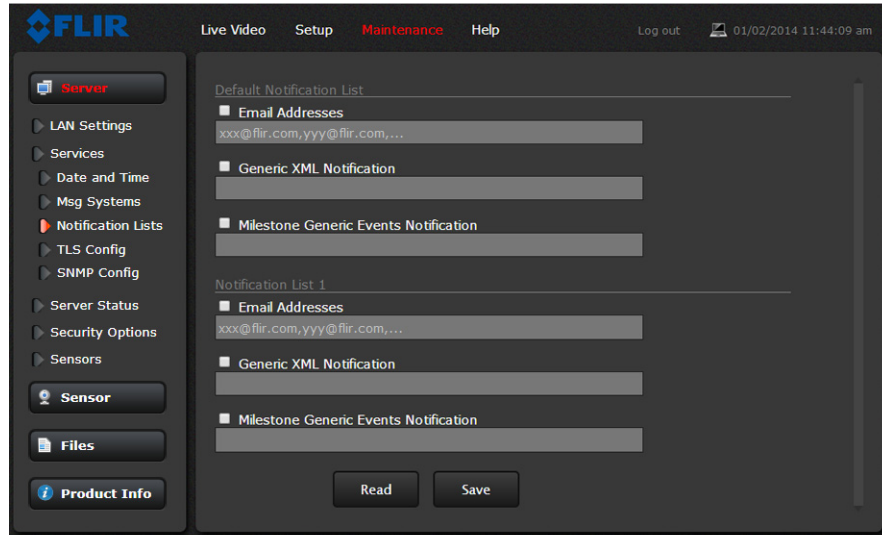 FLIR
Live Video Setup Maintenance Help Log out 01/02/2014 11:44:09 am
Server
LAN Settings
Services
Date and Time
Msg Systems
Notification Lists
TLS Config
SNMP Config
Server Status
Security Options
Sensors
Sensor
Files
Product Info
Default Notification List
Email Addresses
xxx@flir.com,yyy@flir.com,...
Generic XML Notification
Milestone Generic Events Notification
Notification List 1
Email Addresses
xxx@flir.com,yyy@flir.com,...
Generic XML Notification
Milestone Generic Events Notification
Read Save